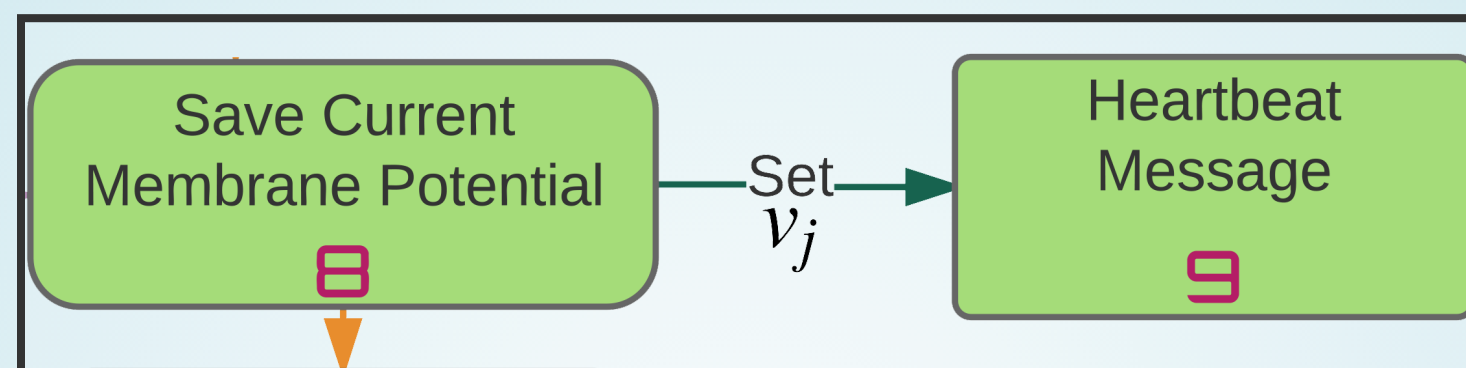 Save Current
Membrane Potential
8
Set
v_j
Heartbeat
Message
9